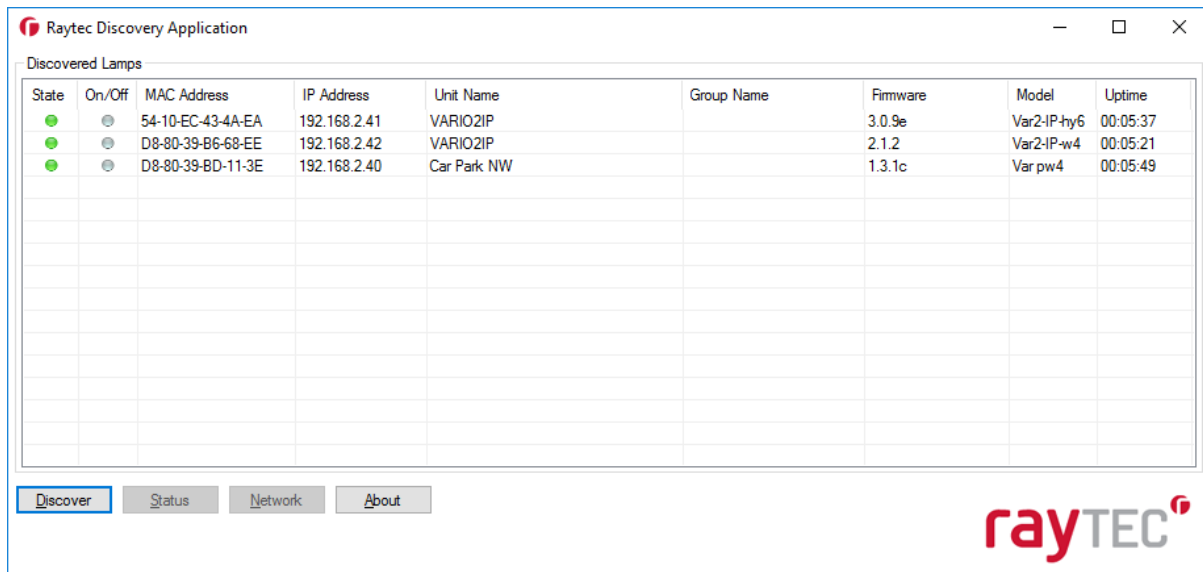 Raytec Discovery Application
Discovered Lamps
State On/Off MAC Address IP Address Unit Name Group Name Firmware Model Uptime
54-10-EC-43-4A-EA 192.168.2.41 VARIO2IP 3.0.9e Var2-IP-hy6 00:05:37
D8-80-39-B6-68-EE 192.168.2.42 VARIO2IP 2.1.2 Var2-IP-w4 00:05:21
D8-80-39-BD-11-3E 192.168.2.40 Car Park NW 1.3.1c Var pw4 00:05:49
Discover Status Network About
rayTEC